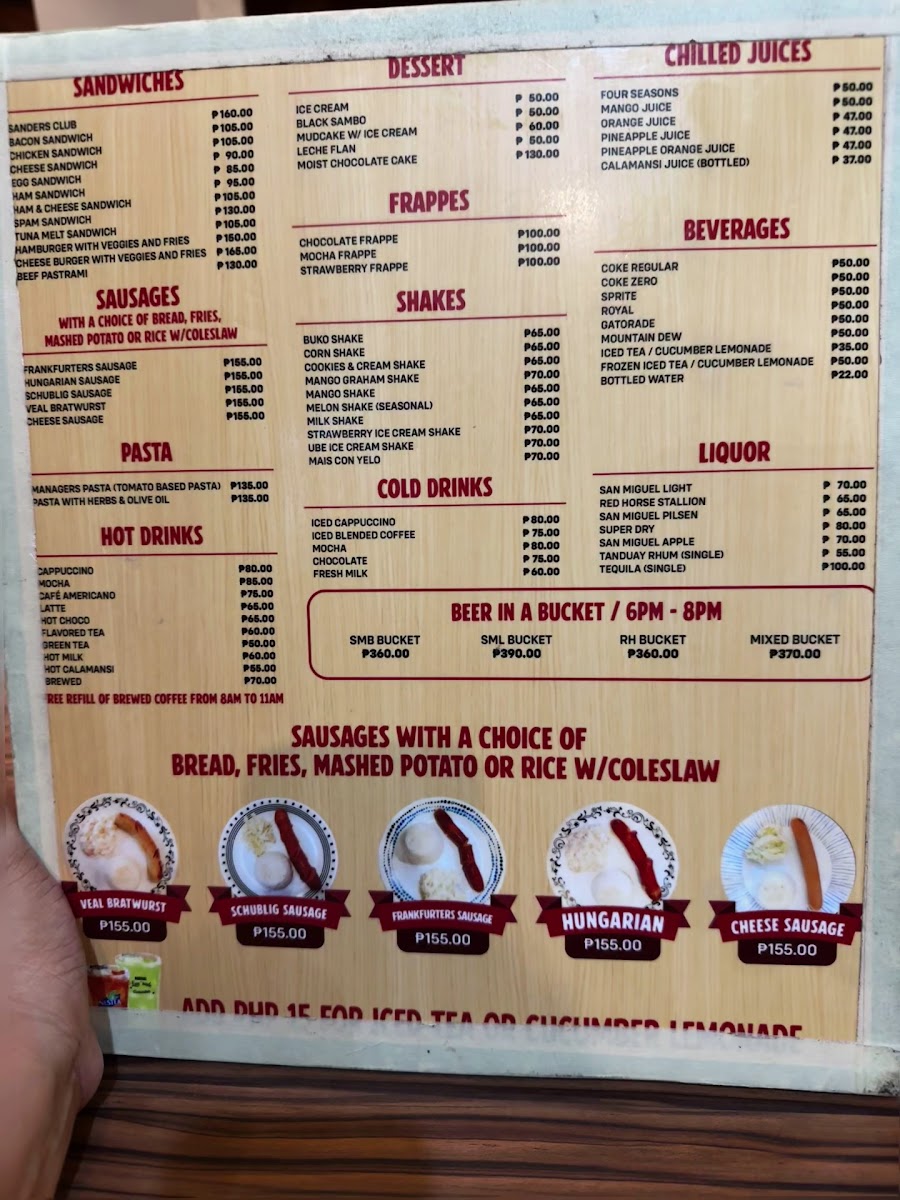 SANDWICHES
SANDERS CLUB ₱160.00
BACON SANDWICH ₱105.00
CHICKEN SANDWICH ₱105.00
CHEESE SANDWICH ₱ 90.00
EGG SANDWICH ₱ 85.00
HAM SANDWICH ₱ 95.00
HAM & CHEESE SANDWICH ₱105.00
SPAM SANDWICH ₱130.00
TUNA MELT SANDWICH ₱105.00
HAMBURGER WITH VEGGIES AND FRIES ₱150.00
CHEESE BURGER WITH VEGGIES AND FRIES ₱165.00
BEEF PASTRAMI ₱130.00
SAUSAGES
WITH A CHOICE OF BREAD, FRIES,
MASHED POTATO OR RICE W/COLESLAW
FRANKFURTERS SAUSAGE ₱155.00
HUNGARIAN SAUSAGE ₱155.00
SCHUBLIG SAUSAGE ₱155.00
VEAL BRATWURST ₱155.00
CHEESE SAUSAGE ₱155.00
PASTA
MANAGERS PASTA (TOMATO BASED PASTA) ₱135.00
PASTA WITH HERBS & OLIVE OIL ₱135.00
HOT DRINKS
CAPPUCCINO ₱80.00
MOCHA ₱85.00
CAFÉ AMERICANO ₱75.00
LATTE ₱65.00
HOT CHOCO ₱65.00
FLAVORED TEA ₱60.00
GREEN TEA ₱50.00
HOT MILK ₱60.00
HOT CALAMANSI ₱55.00
BREWED ₱70.00
REE REFILL OF BREWED COFFEE FROM 8AM TO 11AM
DESSERT
ICE CREAM ₱ 50.00
BLACK SAMBO ₱ 50.00
MUDCAKE W/ ICE CREAM ₱ 60.00
LECHE FLAN ₱ 50.00
MOIST CHOCOLATE CAKE ₱130.00
FRAPPES
CHOCOLATE FRAPPE ₱100.00
MOCHA FRAPPE ₱100.00
STRAWBERRY FRAPPE ₱100.00
SHAKES
BUKO SHAKE ₱65.00
CORN SHAKE ₱65.00
COOKIES & CREAM SHAKE ₱65.00
MANGO GRAHAM SHAKE ₱70.00
MANGO SHAKE ₱65.00
MELON SHAKE (SEASONAL) ₱65.00
MILK SHAKE ₱65.00
STRAWBERRY ICE CREAM SHAKE ₱70.00
UBE ICE CREAM SHAKE ₱70.00
MAIS CON YELO ₱70.00
COLD DRINKS
ICED CAPPUCCINO ₱80.00
ICED BLENDED COFFEE ₱ 75.00
MOCHA ₱80.00
CHOCOLATE ₱ 75.00
FRESH MILK ₱60.00
CHILLED JUICES
FOUR SEASONS ₱50.00
MANGO JUICE ₱50.00
ORANGE JUICE ₱ 47.00
PINEAPPLE JUICE ₱ 47.00
PINEAPPLE ORANGE JUICE ₱ 47.00
CALAMANSI JUICE (BOTTLED) ₱ 37.00
BEVERAGES
COKE REGULAR ₱50.00
COKE ZERO ₱50.00
SPRITE ₱50.00
ROYAL ₱50.00
GATORADE ₱50.00
MOUNTAIN DEW ₱50.00
ICED TEA / CUCUMBER LEMONADE ₱35.00
FROZEN ICED TEA / CUCUMBER LEMONADE ₱50.00
BOTTLED WATER ₱22.00
LIQUOR
SAN MIGUEL LIGHT ₱ 70.00
RED HORSE STALLION ₱ 65.00
SAN MIGUEL PILSEN ₱ 65.00
SUPER DRY ₱ 80.00
SAN MIGUEL APPLE ₱ 70.00
TANDUAY RHUM (SINGLE) ₱ 55.00
TEQUILA (SINGLE) ₱100.00
BEER IN A BUCKET / 6PM - 8PM
SMB BUCKET SML BUCKET RH BUCKET MIXED BUCKET
₱360.00 ₱390.00 ₱360.00 ₱370.00
SAUSAGES WITH A CHOICE OF
BREAD, FRIES, MASHED POTATO OR RICE W/COLESLAW
VEAL BRATWURST
₱155.00
SCHUBLIG SAUSAGE
₱155.00
FRANKFURTERS SAUSAGE
₱155.00
HUNGARIAN
₱155.00
CHEESE SAUSAGE
₱155.00
ADD PHP 15 FOR ICED TEA OR CUCUMBER LEMONADE